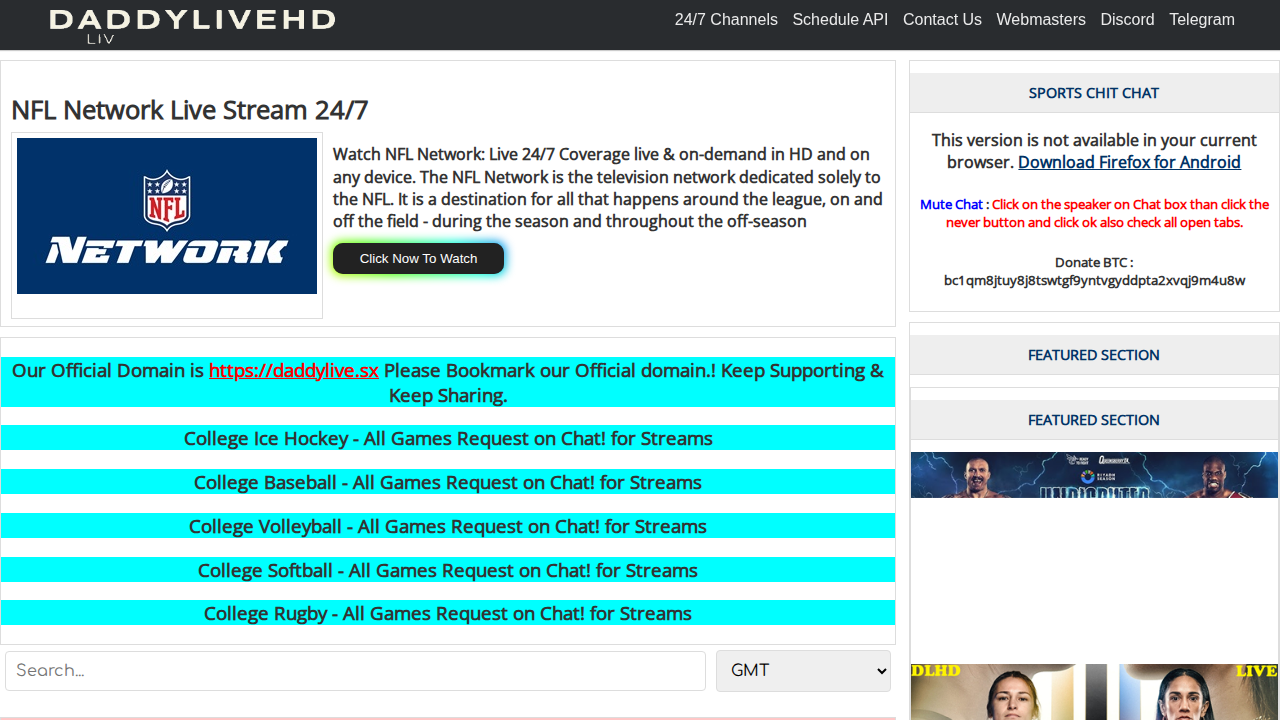 DADDYLIVEHD
LIV
24/7 Channels Schedule API Contact Us Webmasters Discord Telegram
NFL Network Live Stream 24/7
NFL
NETWORK
Watch NFL Network: Live 24/7 Coverage live & on-demand in HD and on
any device. The NFL Network is the television network dedicated solely to
the NFL. It is a destination for all that happens around the league, on and
off the field - during the season and throughout the off-season
Click Now To Watch
Our Official Domain is https://daddylive.sx Please Bookmark our Official domain.! Keep Supporting &
Keep Sharing.
College Ice Hockey - All Games Request on Chat! for Streams
College Baseball - All Games Request on Chat! for Streams
College Volleyball - All Games Request on Chat! for Streams
College Softball - All Games Request on Chat! for Streams
College Rugby - All Games Request on Chat! for Streams
Search...
GMT
SPORTS CHIT CHAT
This version is not available in your current
browser. Download Firefox for Android
Mute Chat : Click on the speaker on Chat box than click the
never button and click ok also check all open tabs.
Donate BTC :
bc1qm8jtuy8j8tswtgf9yntvgyddpta2xvqj9m4u8w
FEATURED SECTION
FEATURED SECTION
RIYADH
SEASON
UNDISPUTED
DLHD
LIVE